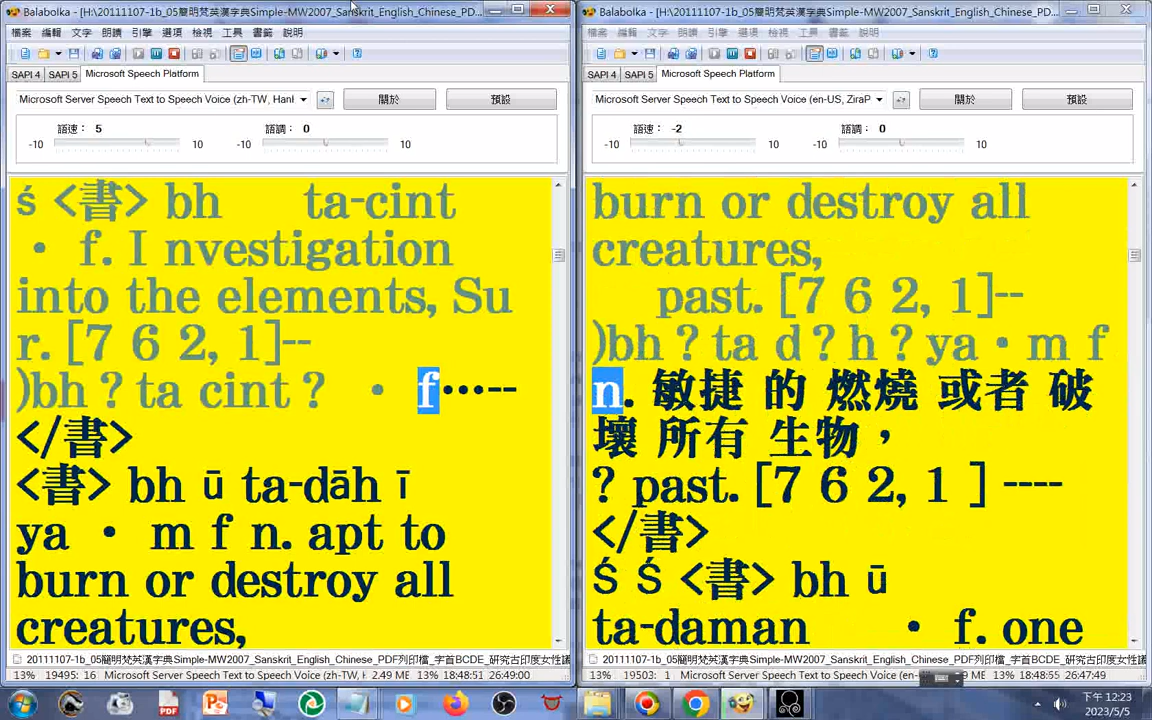 Balabolka - [H:\20111107-1b_05簡明梵英漢字典Simple-MW2007_Sanskrit_English_Chinese_PD...
檔案 編輯 文字 朗讀 引擎 選項 檢視 工具 書籤 說明
SAPI 4 SAPI 5 Microsoft Speech Platform
Microsoft Server Speech Text to Speech Voice (zh-TW, Hanl
關於 預設
語速： 5 語調： 0
-10 10 -10 10
ś <書> bh ta-cint
• f. I nvestigation
into the elements, Su
r. [7 6 2, 1]--
)bh ? ta cint ? • f•••--
</書>
<書> bh ū ta-dāh ī
ya • m f n. apt to
burn or destroy all
creatures,
20111107-1b_05簡明梵英漢字典Simple-MW2007_Sanskrit_English_Chinese_PDF列印檔_字首BCDE_研究古印度女性議
13% 19495: 16 Microsoft Server Speech Text to Speech Voice (zh-TW, H 2.49 ME 13% 18:48:51 26:49:00
Balabolka - [H:\20111107-1b_05簡明梵英漢字典Simple-MW2007_Sanskrit_English_Chinese_PD...
檔案 編輯 文字 朗讀 引擎 選項 檢視 工具 書籤 說明
SAPI 4 SAPI 5 Microsoft Speech Platform
Microsoft Server Speech Text to Speech Voice (en-US, ZiraP
關於 預設
語速： -2 語調： 0
-10 10 -10 10
burn or destroy all
creatures,
past. [7 6 2, 1]--
)bh ? ta d ? h ? ya • m f
n. 敏捷 的 燃燒 或者 破
壞 所有 生物，
? past. [7 6 2, 1 ] ----
</書>
Ś Ś <書> bh ū
ta-daman • f. one
20111107-1b_05簡明梵英漢字典Simple-MW2007_Sanskrit_English_Chinese_PDF列印檔_字首BCDE_研究古印度女性議
13% 19503: 1 Microsoft Server Speech Text to Speech Voice (en- ME 13% 18:48:55 26:47:49
PDF
下午 12:23
2023/5/5